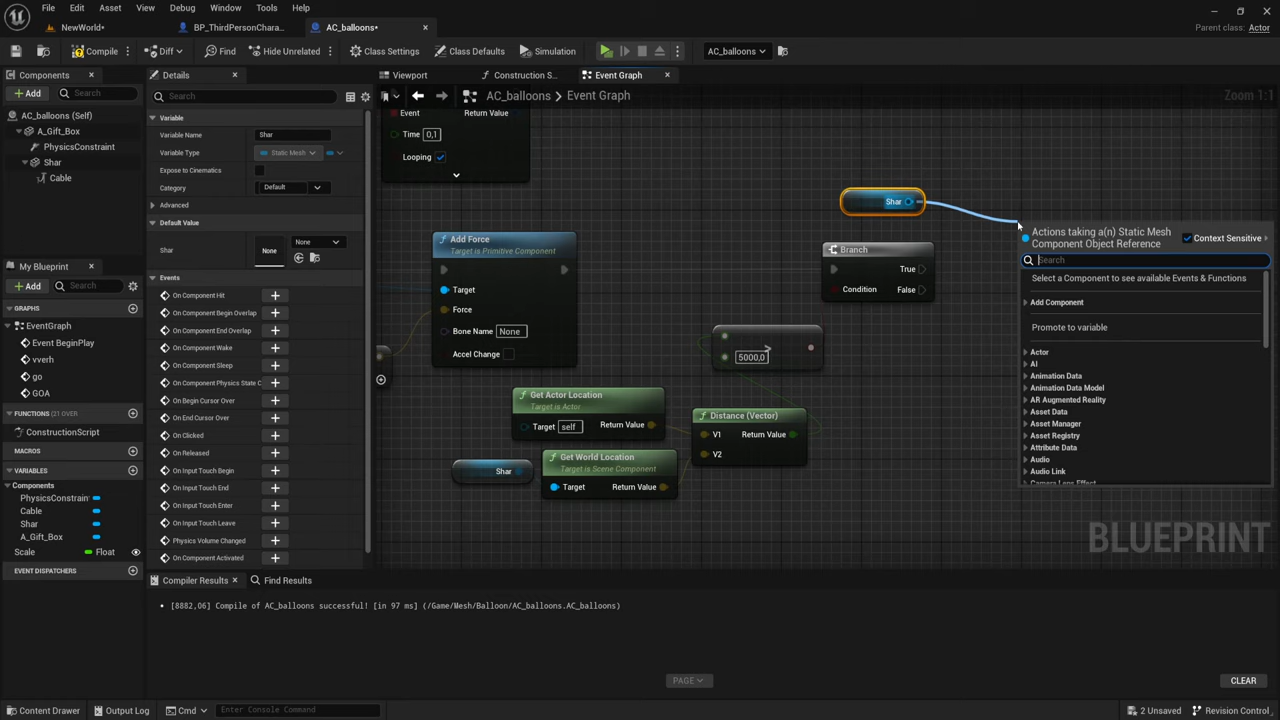 File Edit Asset View Debug Window Tools Help
NewWorld*
BP_ThirdPersonChara...
AC_balloons*
Parent class: Actor
Compile
Diff
Find
Hide Unrelated
Class Settings
Class Defaults
Simulation
AC_balloons
Components
Add
Search
AC_balloons (Self)
A_Gift_Box
PhysicsConstraint
Shar
Cable
My Blueprint
Add
Search
GRAPHS
EventGraph
Event BeginPlay
vverh
go
GOA
FUNCTIONS (21 OVER
ConstructionScript
MACROS
VARIABLES
Components
PhysicsConstrain
Cable
Shar
A_Gift_Box
Scale Float
EVENT DISPATCHERS
Details
Search
Variable
Variable Name Shar
Variable Type Static Mesh
Expose to Cinematics
Category Default
Advanced
Default Value
Shar None None
Events
On Component Hit
On Component Begin Overlap
On Component End Overlap
On Component Wake
On Component Sleep
On Component Physics State C
On Begin Cursor Over
On End Cursor Over
On Clicked
On Released
On Input Touch Begin
On Input Touch End
On Input Touch Enter
On Input Touch Leave
Physics Volume Changed
On Component Activated
Viewport
Construction S...
Event Graph
AC_balloons > Event Graph
Zoom 1:1
Event Return Value
Time 0,1
Looping
Add Force
Target is Primitive Component
Target
Force
Bone Name None
Accel Change
Get Actor Location
Target is Actor
Target self Return Value
Shar
Get World Location
Target is Scene Component
Target Return Value
Distance (Vector)
V1 Return Value
V2
>
5000,0
Branch
True
Condition False
Shar
Actions taking a(n) Static Mesh
Component Object Reference
Context Sensitive
Search
Select a Component to see available Events & Functions
Add Component
Promote to variable
Actor
AI
Animation Data
Animation Data Model
AR Augmented Reality
Asset Data
Asset Manager
Asset Registry
Attribute Data
Audio
Audio Link
Camera Lens Effect
BLUEPRINT
Compiler Results
Find Results
[8882,06] Compile of AC_balloons successful! [in 97 ms] (/Game/Mesh/Balloon/AC_balloons.AC_balloons)
PAGE
CLEAR
Content Drawer
Output Log
Cmd
Enter Console Command
2 Unsaved
Revision Control